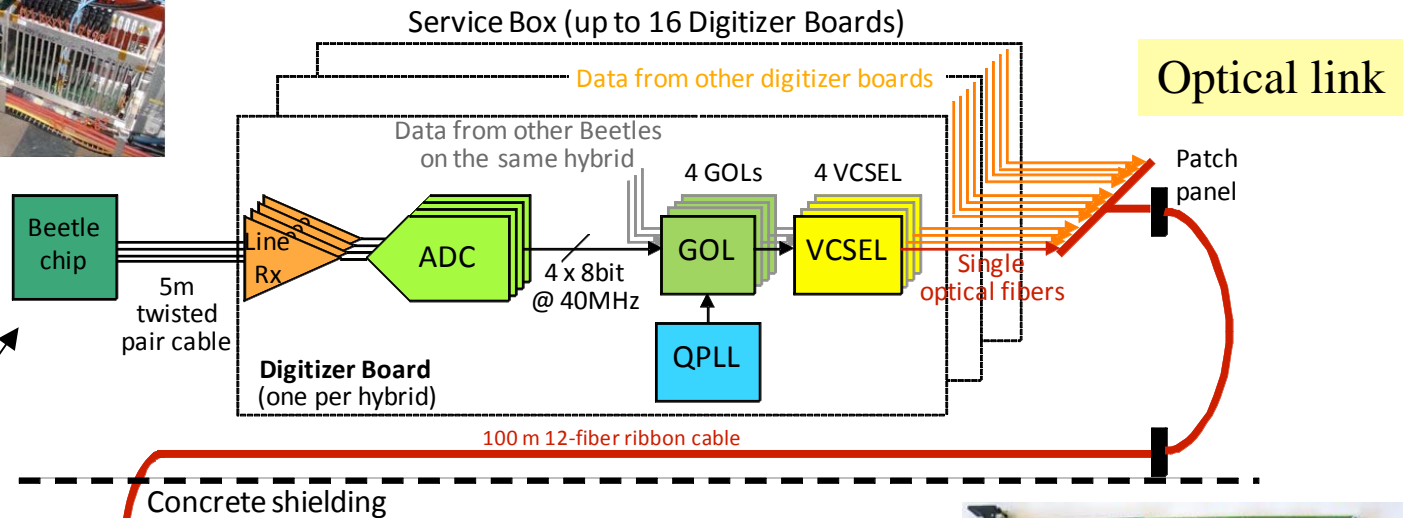 Service Box (up to 16 Digitizer Boards)
Optical link
Data from other digitizer boards
Data from other Beetles
on the same hybrid
4 GOLs
4 VCSEL
Patch
panel
Beetle
chip
Line
Rx
ADC
GOL
VCSEL
4 x 8bit
@ 40MHz
Single
optical fibers
5m
twisted
pair cable
QPLL
Digitizer Board
(one per hybrid)
100 m 12-fiber ribbon cable
Concrete shielding